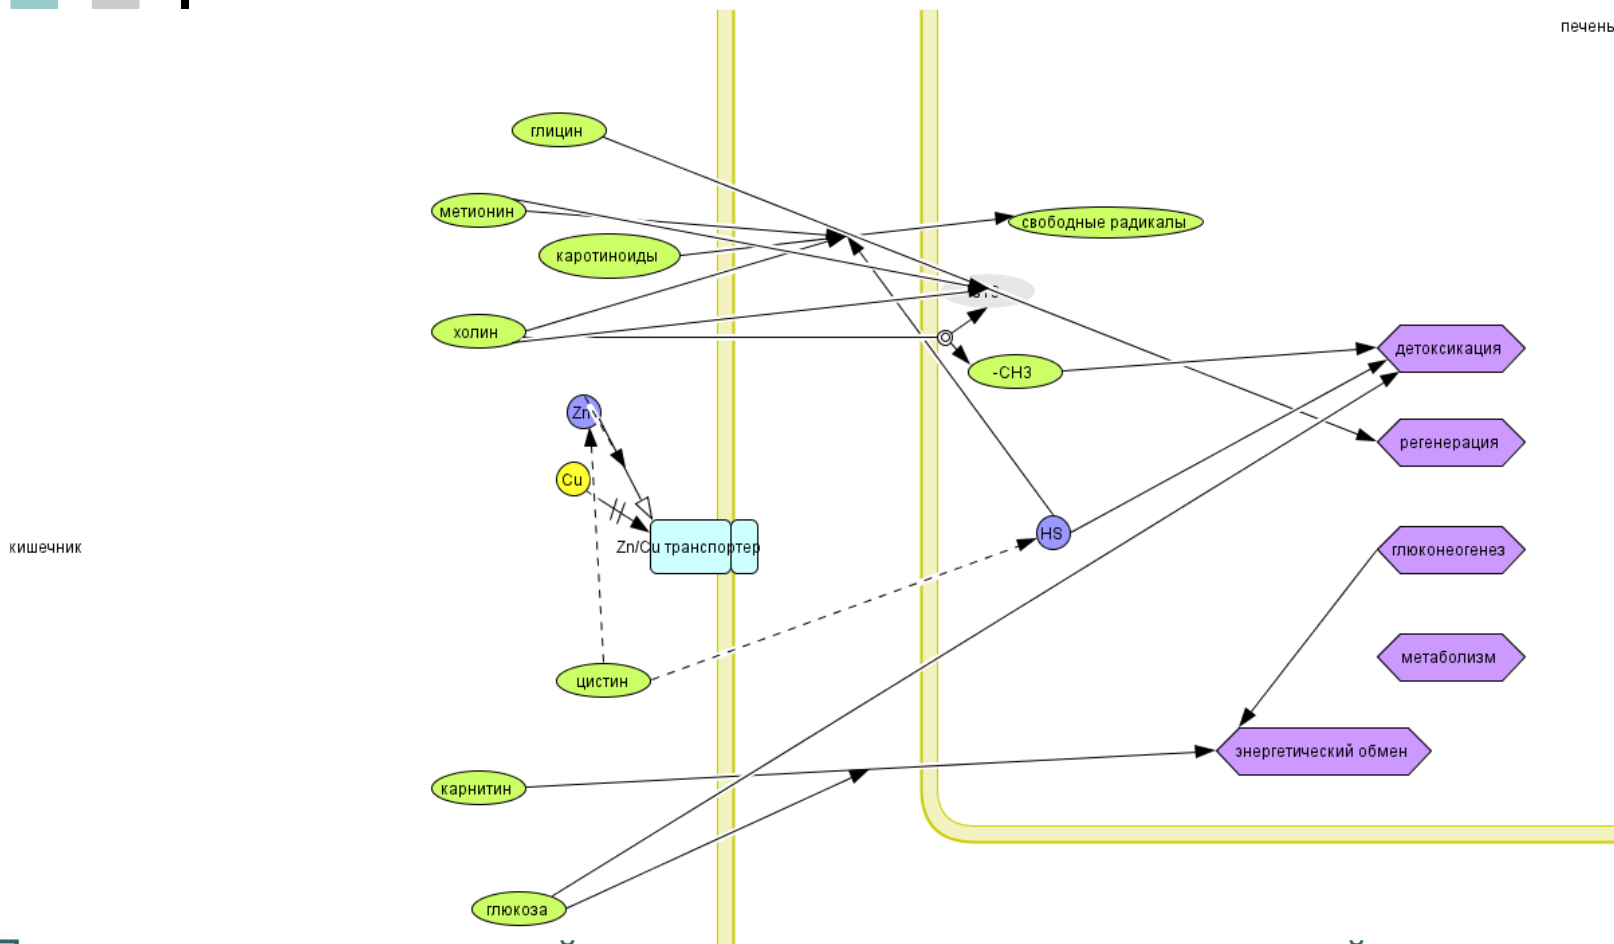 печень
глицин
метионин
свободные радикалы
каротиноиды
холин
детоксикация
-CH3
Zn
регенерация
Cu
HS
кишечник
Zn/Cu транспортер
глюконеогенез
метаболизм
цистин
энергетический обмен
карнитин
глюкоза